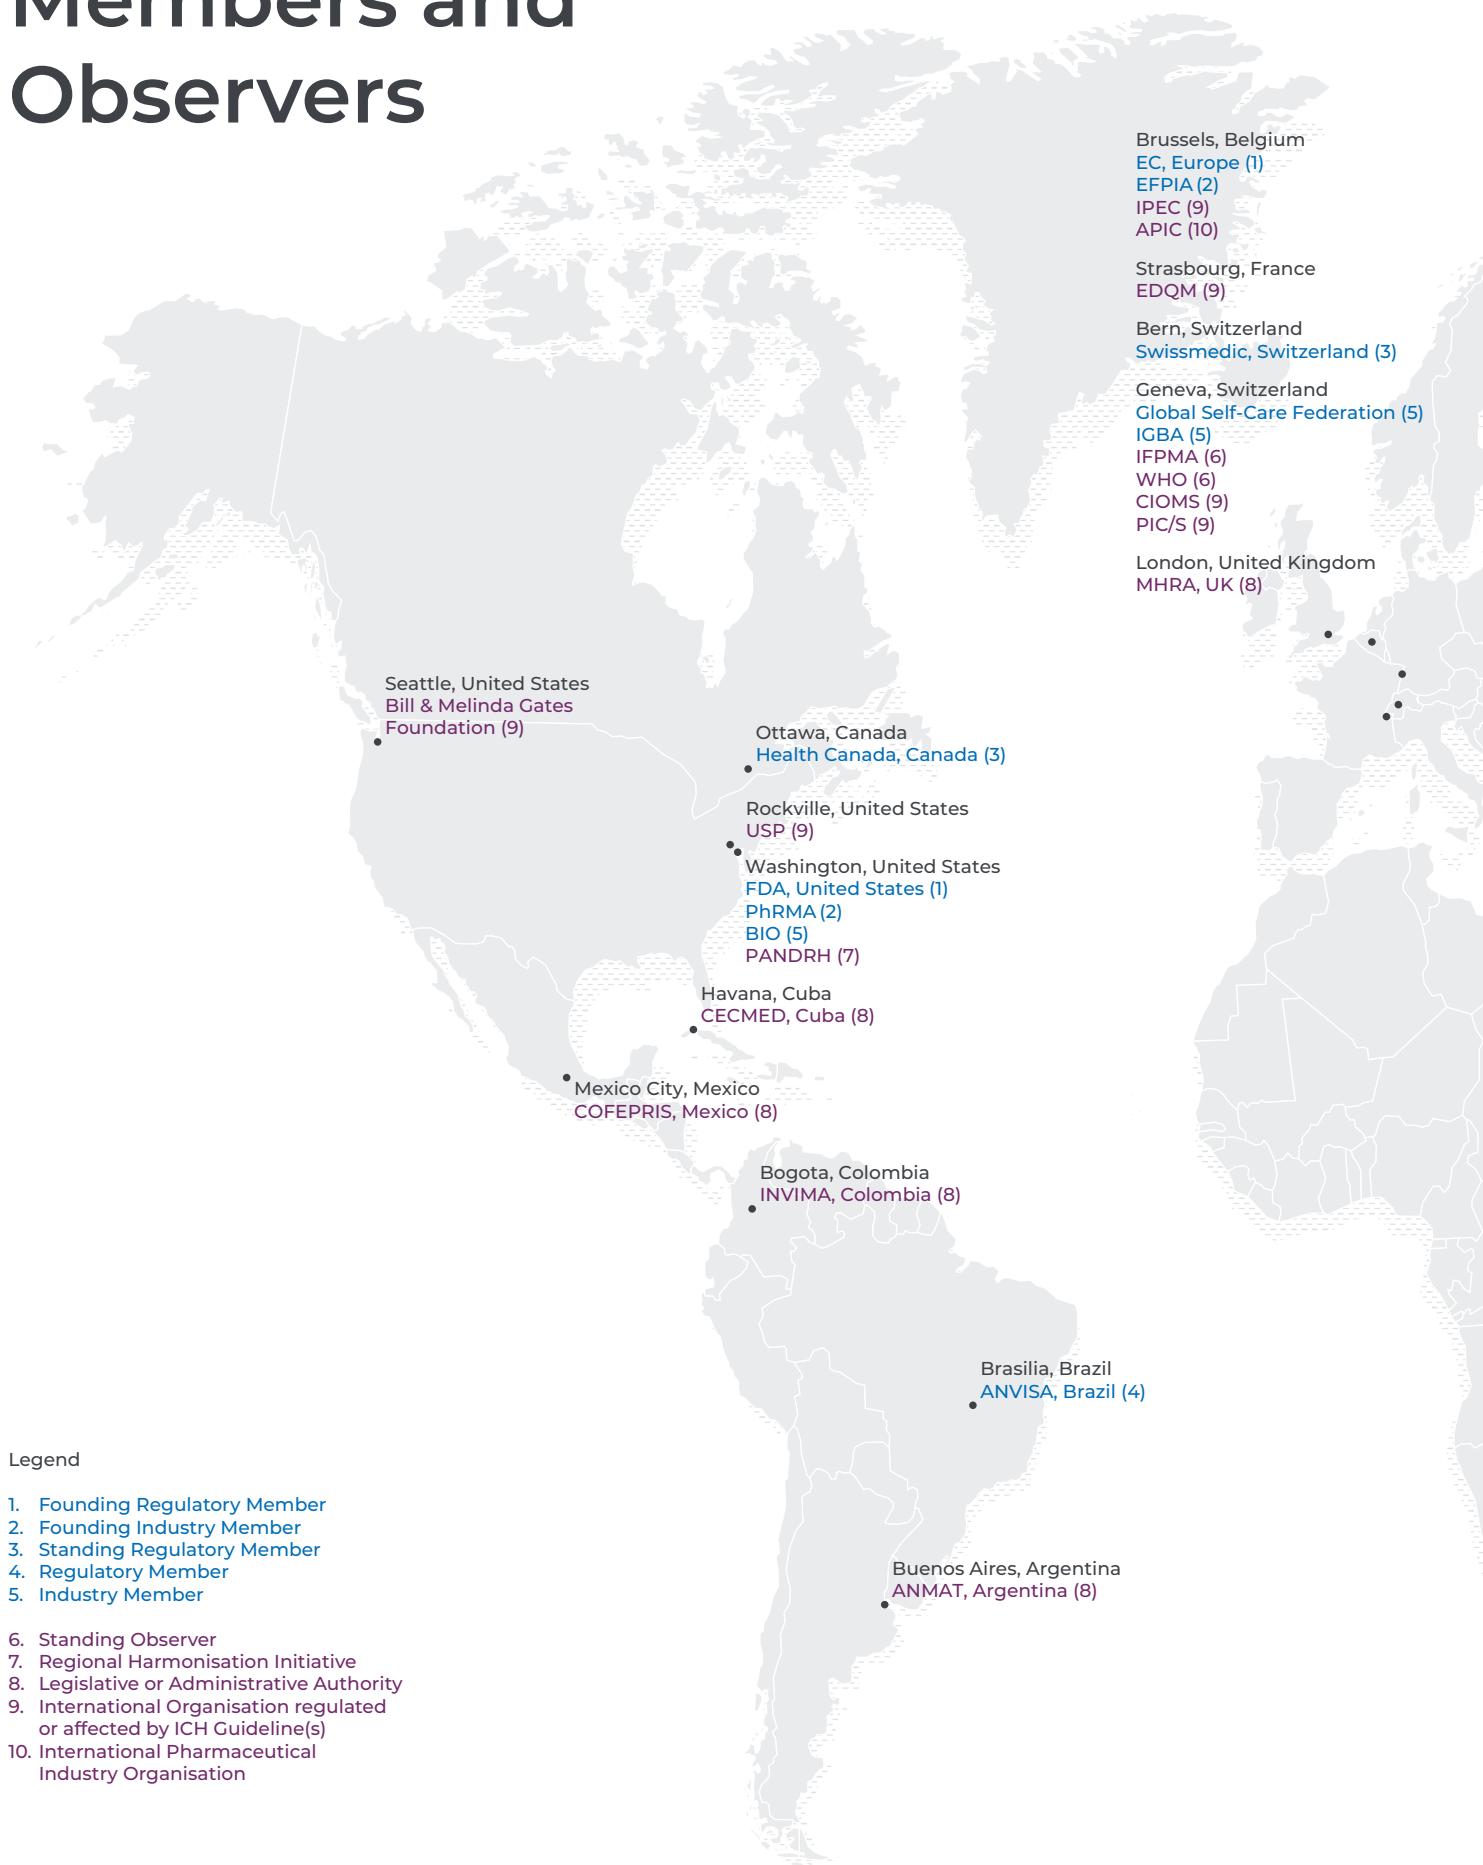 Members and
Observers
Brussels, Belgium
EC, Europe (1)
EFPIA (2)
IPEC (9)
APIC (10)
Strasbourg, France
EDQM (9)
Bern, Switzerland
Swissmedic, Switzerland (3)
Geneva, Switzerland
Global Self-Care Federation (5)
IGBA (5)
IFPMA (6)
WHO (6)
CIOMS (9)
PIC/S (9)
London, United Kingdom
MHRA, UK (8)
Seattle, United States
Bill & Melinda Gates
Foundation (9)
Ottawa, Canada
Health Canada, Canada (3)
Rockville, United States
USP (9)
Washington, United States
FDA, United States (1)
PhRMA (2)
BIO (5)
PANDRH (7)
Havana, Cuba
CECMED, Cuba (8)
Mexico City, Mexico
COFEPRIS, Mexico (8)
Bogota, Colombia
INVIMA, Colombia (8)
Brasilia, Brazil
ANVISA, Brazil (4)
Buenos Aires, Argentina
ANMAT, Argentina (8)
Legend
1. Founding Regulatory Member
2. Founding Industry Member
3. Standing Regulatory Member
4. Regulatory Member
5. Industry Member
6. Standing Observer
7. Regional Harmonisation Initiative
8. Legislative or Administrative Authority
9. International Organisation regulated
or affected by ICH Guideline(s)
10. International Pharmaceutical
Industry Organisation